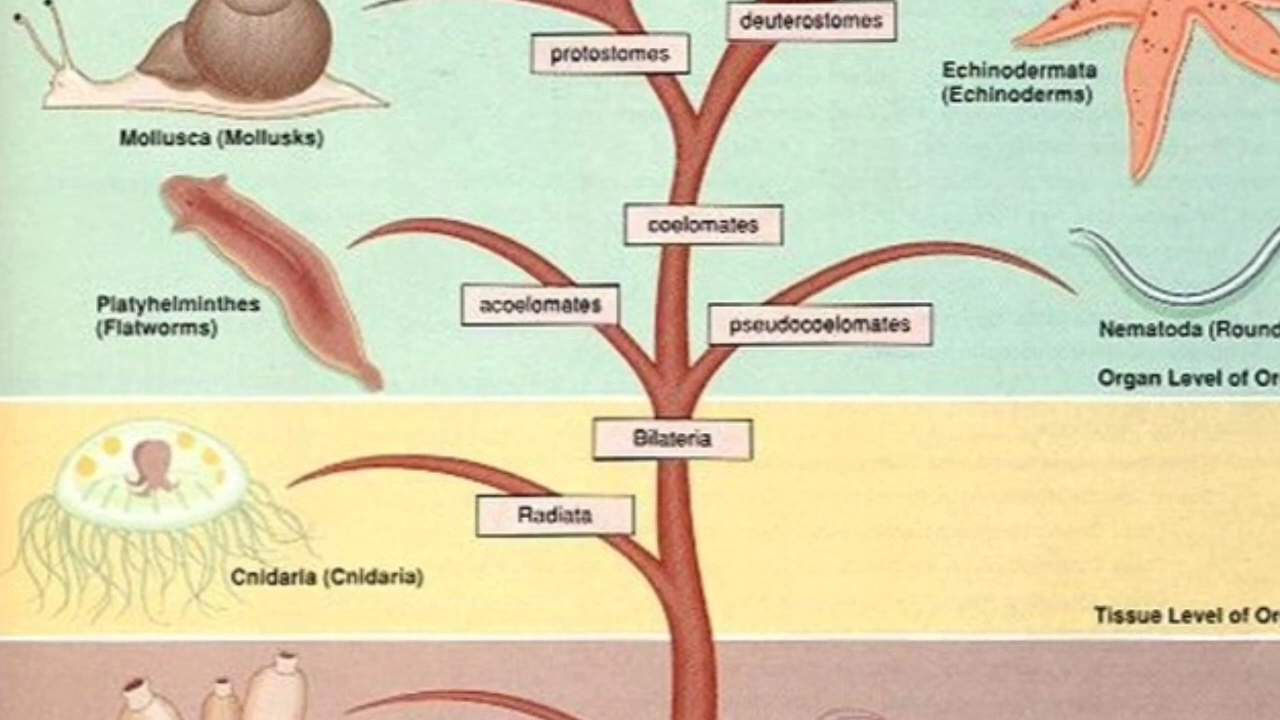 deuterostomes
protostomes
Echinodermata
(Echinoderms)
Mollusca (Mollusks)
coelomates
Platyhelminthes
(Flatworms)
acoelomates
pseudocoelomates
Nematoda (Round
Organ Level of Or
Bilateria
Radiata
Cnidaria (Cnidaria)
Tissue Level of Or